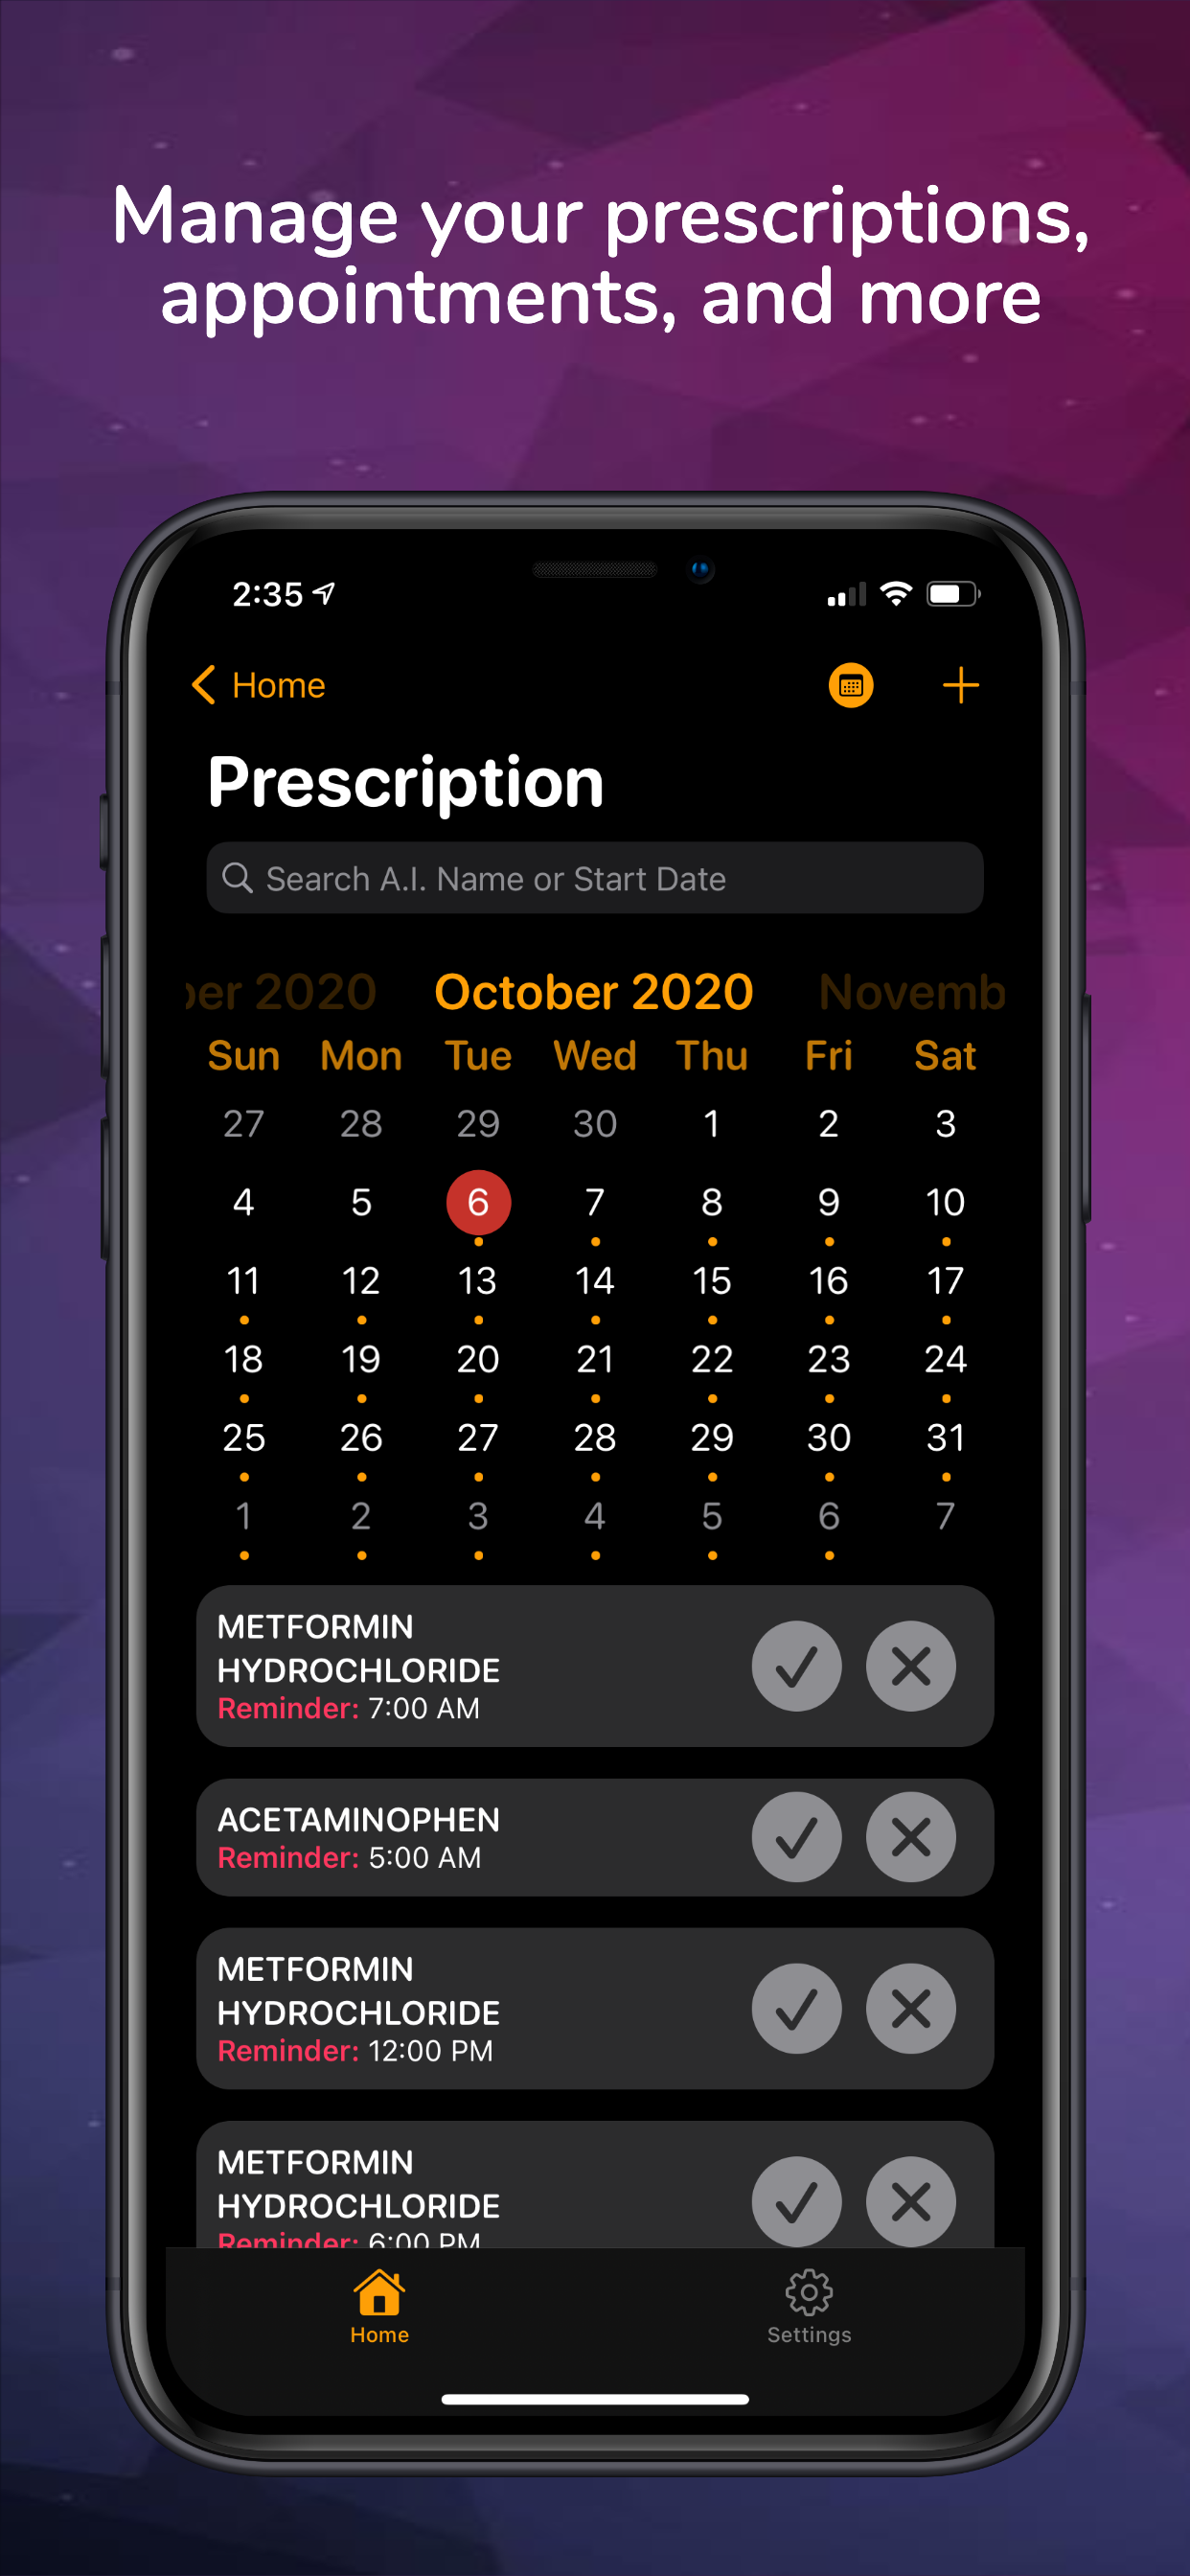 Manage your prescriptions,
appointments, and more
2:35
Home
Prescription
Search A.I. Name or Start Date
ber 2020 October 2020 Novemb
Sun Mon Tue Wed Thu Fri Sat
27 28 29 30 1 2 3
4 5 6 7 8 9 10
11 12 13 14 15 16 17
18 19 20 21 22 23 24
25 26 27 28 29 30 31
1 2 3 4 5 6 7
METFORMIN
HYDROCHLORIDE
Reminder: 7:00 AM
ACETAMINOPHEN
Reminder: 5:00 AM
METFORMIN
HYDROCHLORIDE
Reminder: 12:00 PM
METFORMIN
HYDROCHLORIDE
Reminder: 6:00 PM
Home Settings